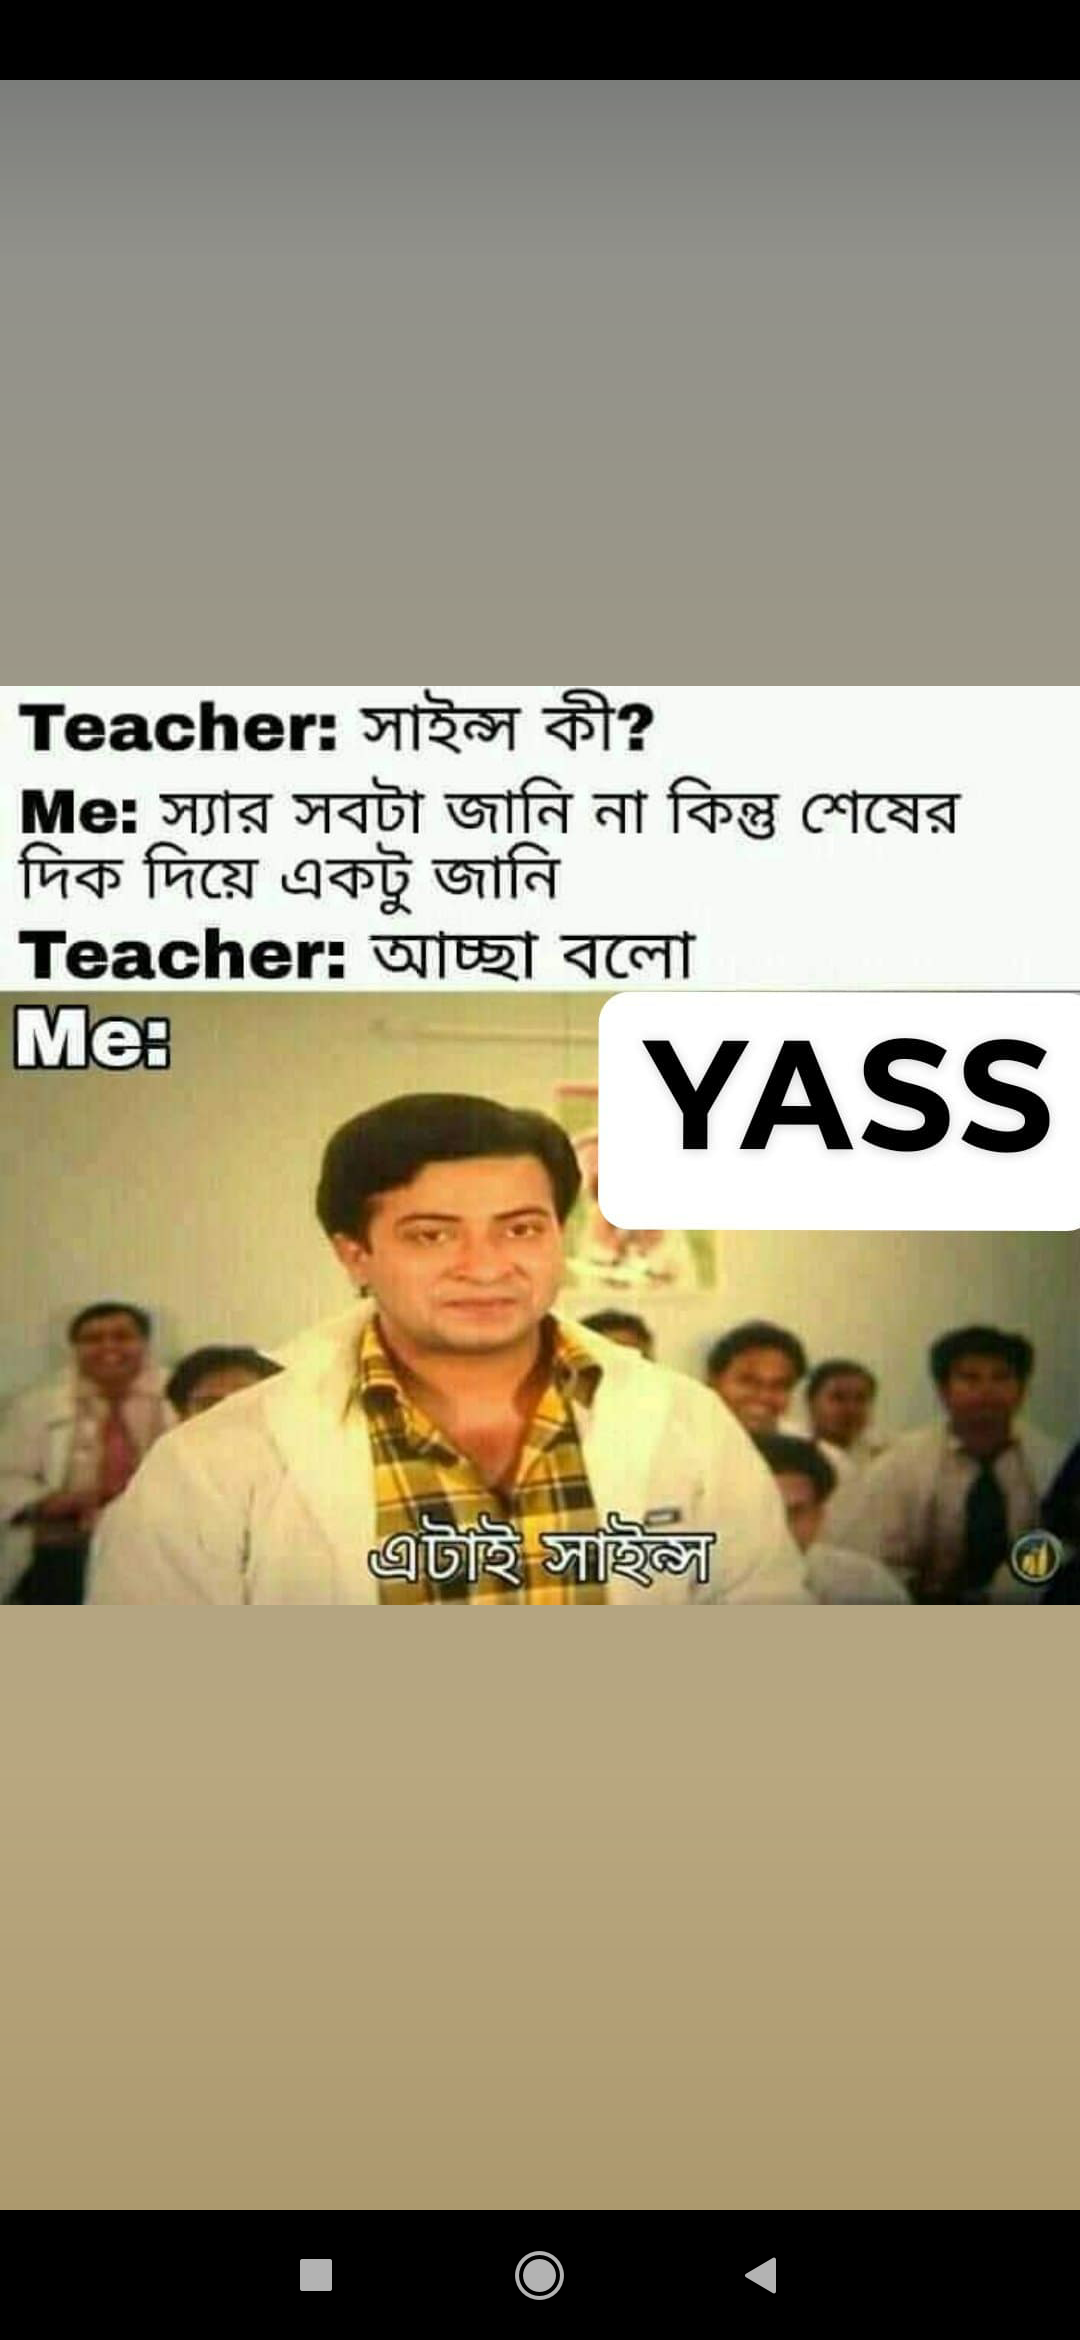 Teacher: সাইন্স কী?
Me: স্যার সবটা জানি না কিন্তু শেষের
দিক দিয়ে একটু জানি
Teacher: আচ্ছা বলো
Me:
YASS
এটাই সাইন্স